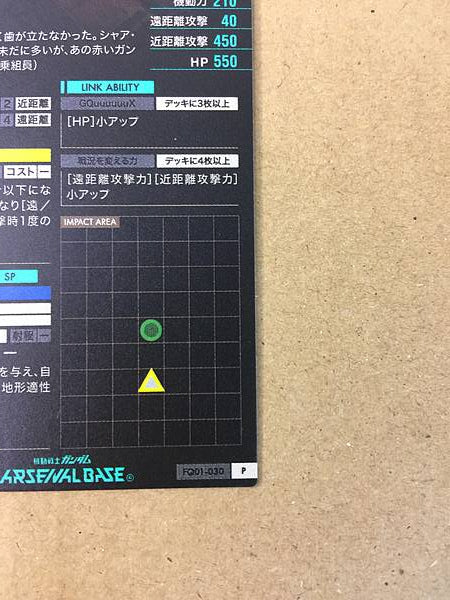 機動力 210
遠距離攻撃 40
近距離攻撃 450
HP 550
歯が立たなかった。シャア・
未だに多いが、あの赤いガン
乗組員）
LINK ABILITY
GQuuuuuuX デッキに3枚以上
[HP]小アップ
2 近距離
4 遠距離
戦況を変える力 デッキに4枚以上
[遠距離攻撃力][近距離攻撃力]
小アップ
コスト ー
以下にな
なり[遠／
撃時1度の
IMPACT AREA
SP
射程 ー
ー
を与え、自
地形適性
機動戦士ガンダム
ARSENAL BASE
FQ01-030 P